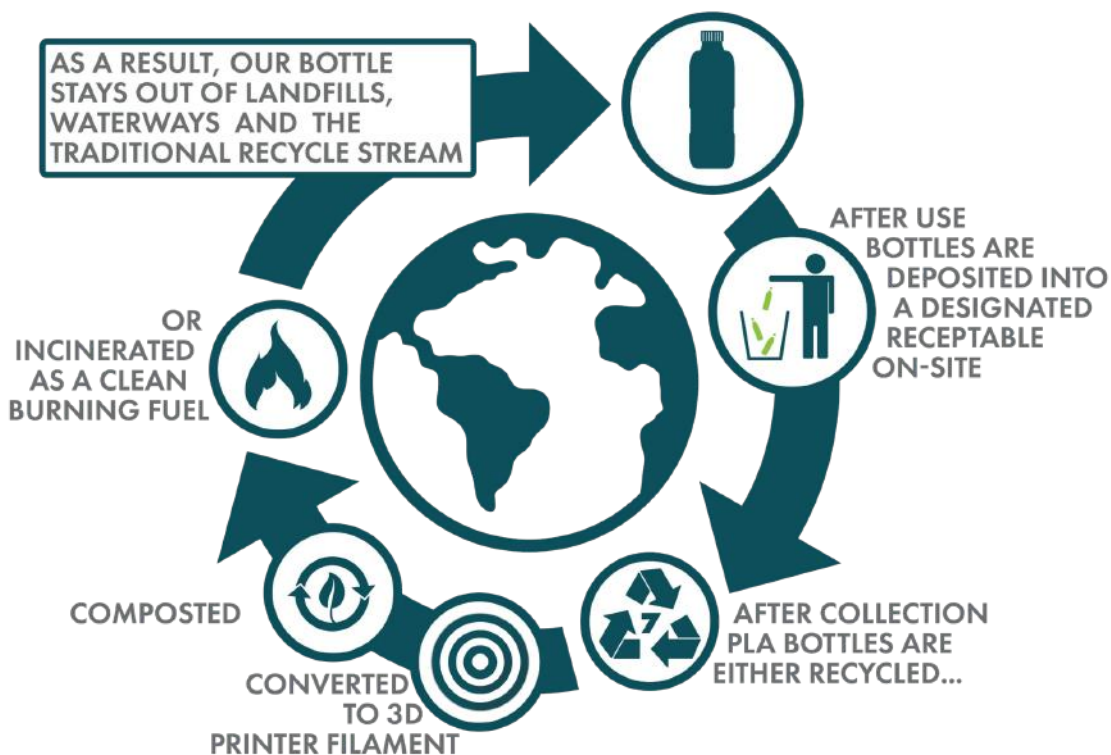 AS A RESULT, OUR BOTTLE
STAYS OUT OF LANDFILLS,
WATERWAYS AND THE
TRADITIONAL RECYCLE STREAM
AFTER USE
BOTTLES ARE
DEPOSITED INTO
A DESIGNATED
RECEPTABLE
ON-SITE
7
AFTER COLLECTION
PLA BOTTLES ARE
EITHER RECYCLED...
CONVERTED
TO 3D
PRINTER FILAMENT
COMPOSTED
OR
INCINERATED
AS A CLEAN
BURNING FUEL